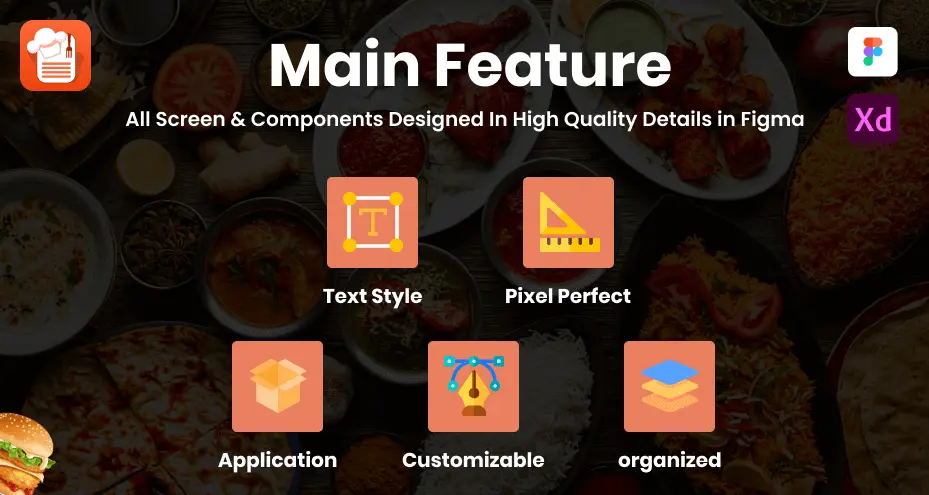 Main Feature
All Screen & Components Designed In High Quality Details in Figma
Xd
T
Text Style
Pixel Perfect
Application
Customizable
organized